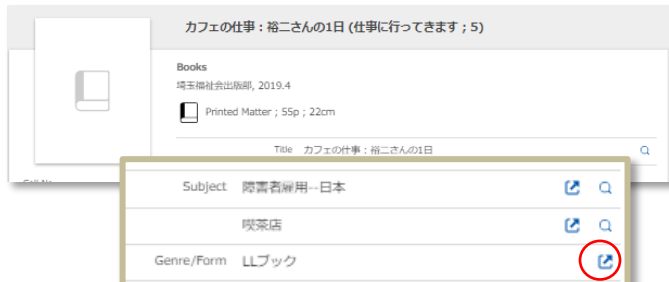 カフェの仕事 : 裕二さんの1日 (仕事に行ってきます ; 5)
Books
埼玉福祉会出版部, 2019.4
Printed Matter ; 55p ; 22cm
Title カフェの仕事 : 裕二さんの1日
Subject 障害者雇用--日本
喫茶店
Genre/Form LLブック